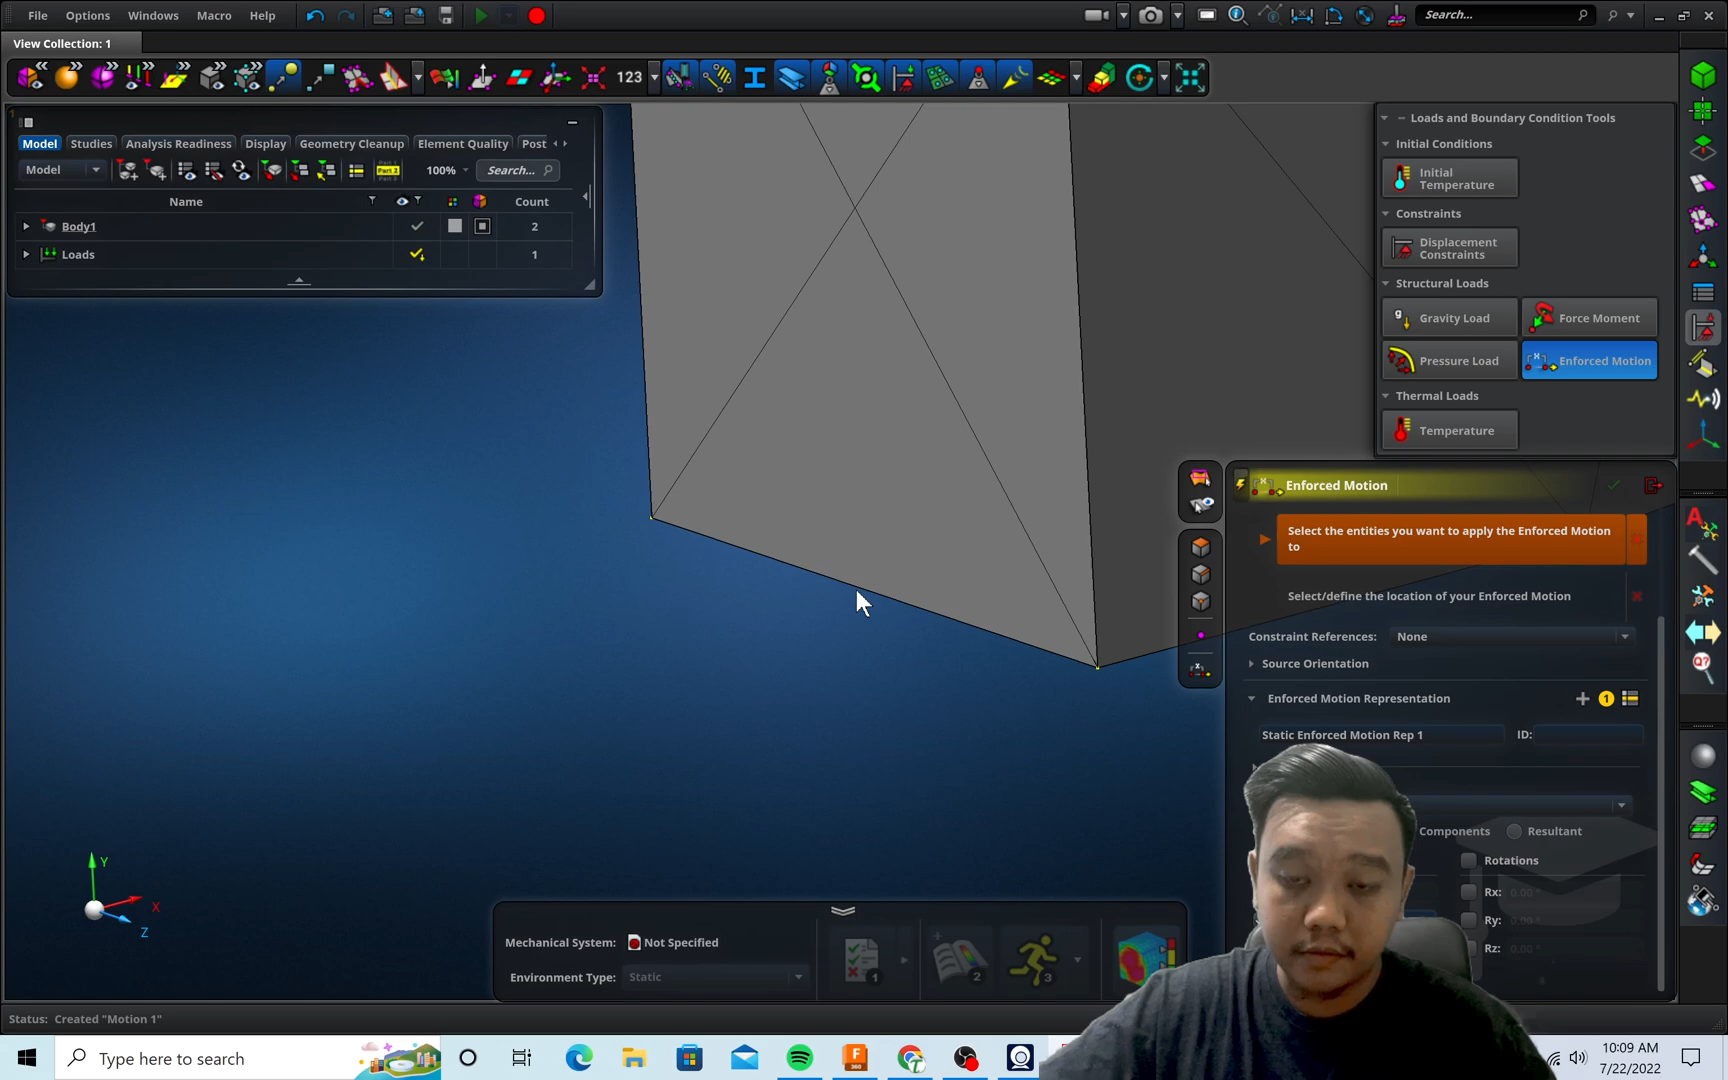 File Options Windows Macro Help
Search...
View Collection: 1
123
Model Studies Analysis Readiness Display Geometry Cleanup Element Quality Post
Model 100% Search...
Name Count
Body1 2
Loads 1
Loads and Boundary Condition Tools
Initial Conditions
Initial
Temperature
Constraints
Displacement
Constraints
Structural Loads
Gravity Load Force Moment
Pressure Load Enforced Motion
Thermal Loads
Temperature
Enforced Motion
Select the entities you want to apply the Enforced Motion
to
Select/define the location of your Enforced Motion
Constraint References: None
Source Orientation
Enforced Motion Representation 1
Static Enforced Motion Rep 1 ID:
Components Resultant
Rotations
Rx: 0.00 °
Ry: 0.00 °
Rz: 0.00 °
Y
X
Z
Mechanical System: Not Specified
Environment Type: Static
1
2
3
Status: Created "Motion 1"
Type here to search
10:09 AM
7/22/2022